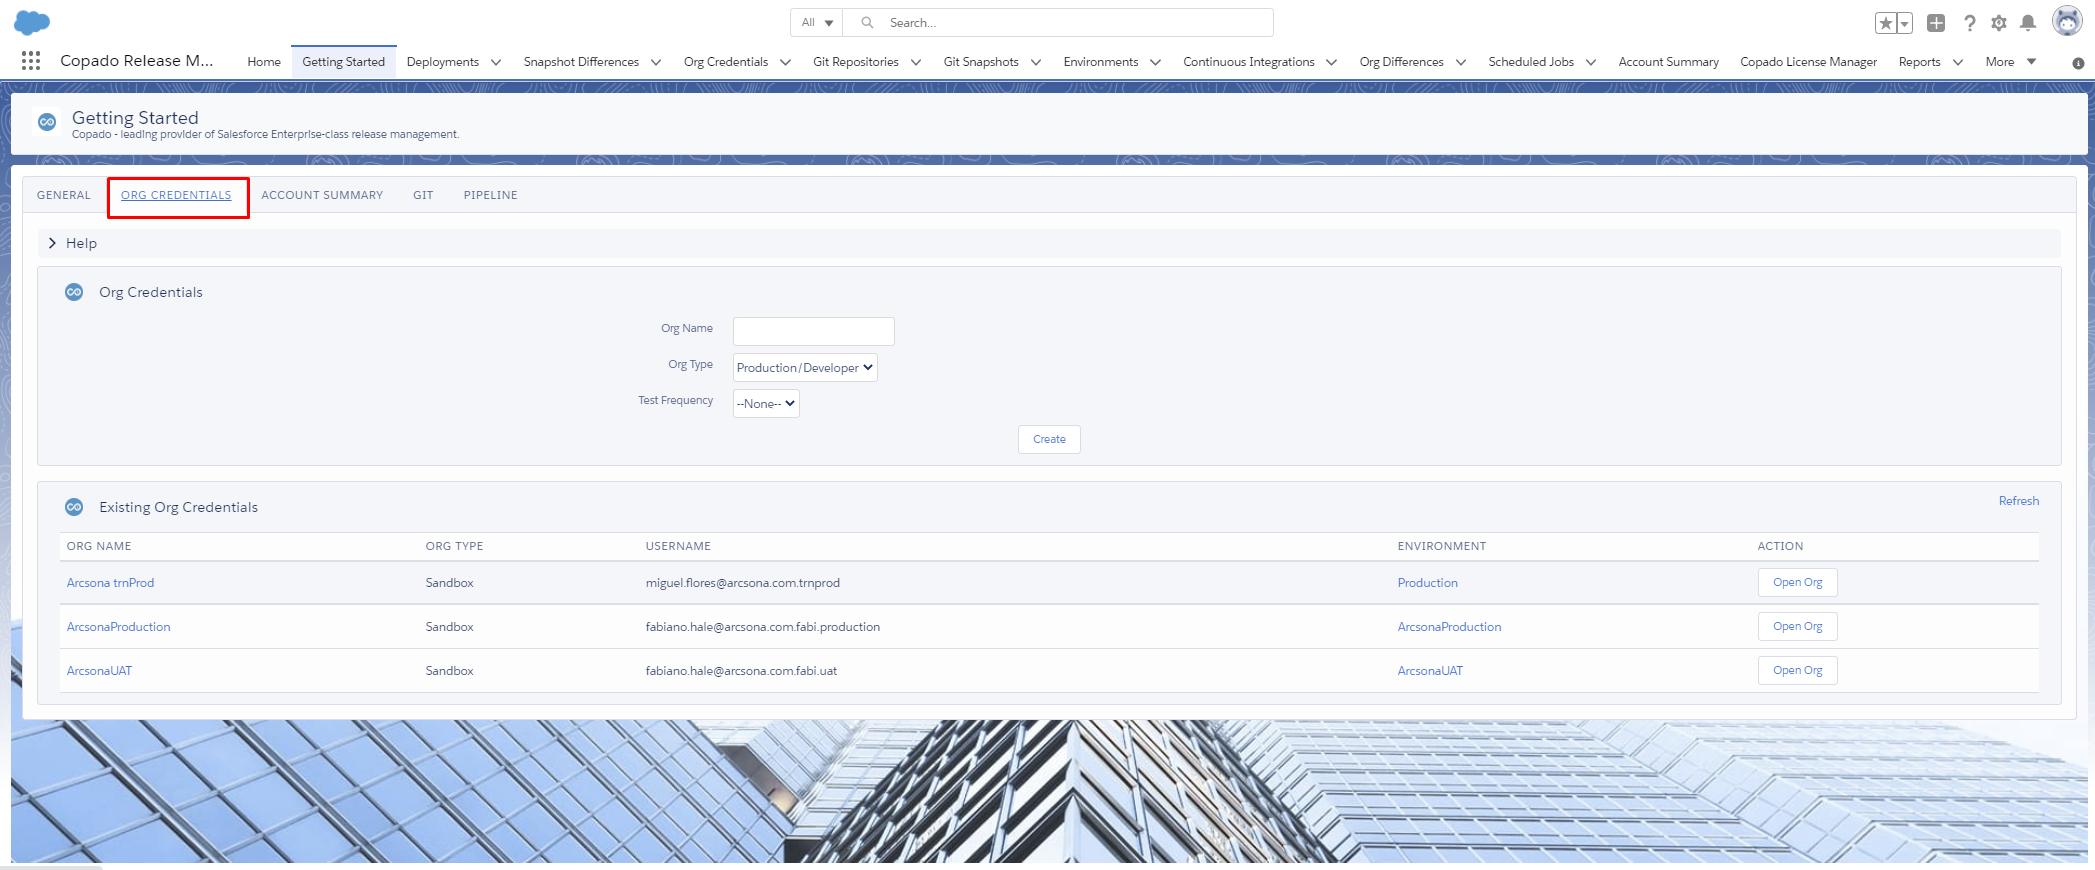 All Search...
Copado Release M... Home Getting Started Deployments Snapshot Differences Org Credentials Git Repositories Git Snapshots Environments Continuous Integrations Org Differences Scheduled Jobs Account Summary Copado License Manager Reports More
Getting Started
Copado - leading provider of Salesforce Enterprise-class release management.
GENERAL ORG CREDENTIALS ACCOUNT SUMMARY GIT PIPELINE
Help
Org Credentials
Org Name
Org Type Production/Developer
Test Frequency --None--
Create
Existing Org Credentials Refresh
ORG NAME ORG TYPE USERNAME ENVIRONMENT ACTION
Arcsona trnProd Sandbox miguel.flores@arcsona.com.trnprod Production Open Org
ArcsonaProduction Sandbox fabiano.hale@arcsona.com.fabi.production ArcsonaProduction Open Org
ArcsonaUAT Sandbox fabiano.hale@arcsona.com.fabi.uat ArcsonaUAT Open Org